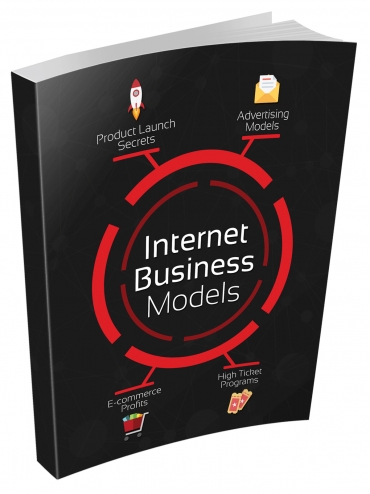 Product Launch
Secrets
Advertising
Models
Internet
Business
Models
E-commerce
Profits
High Ticket
Programs